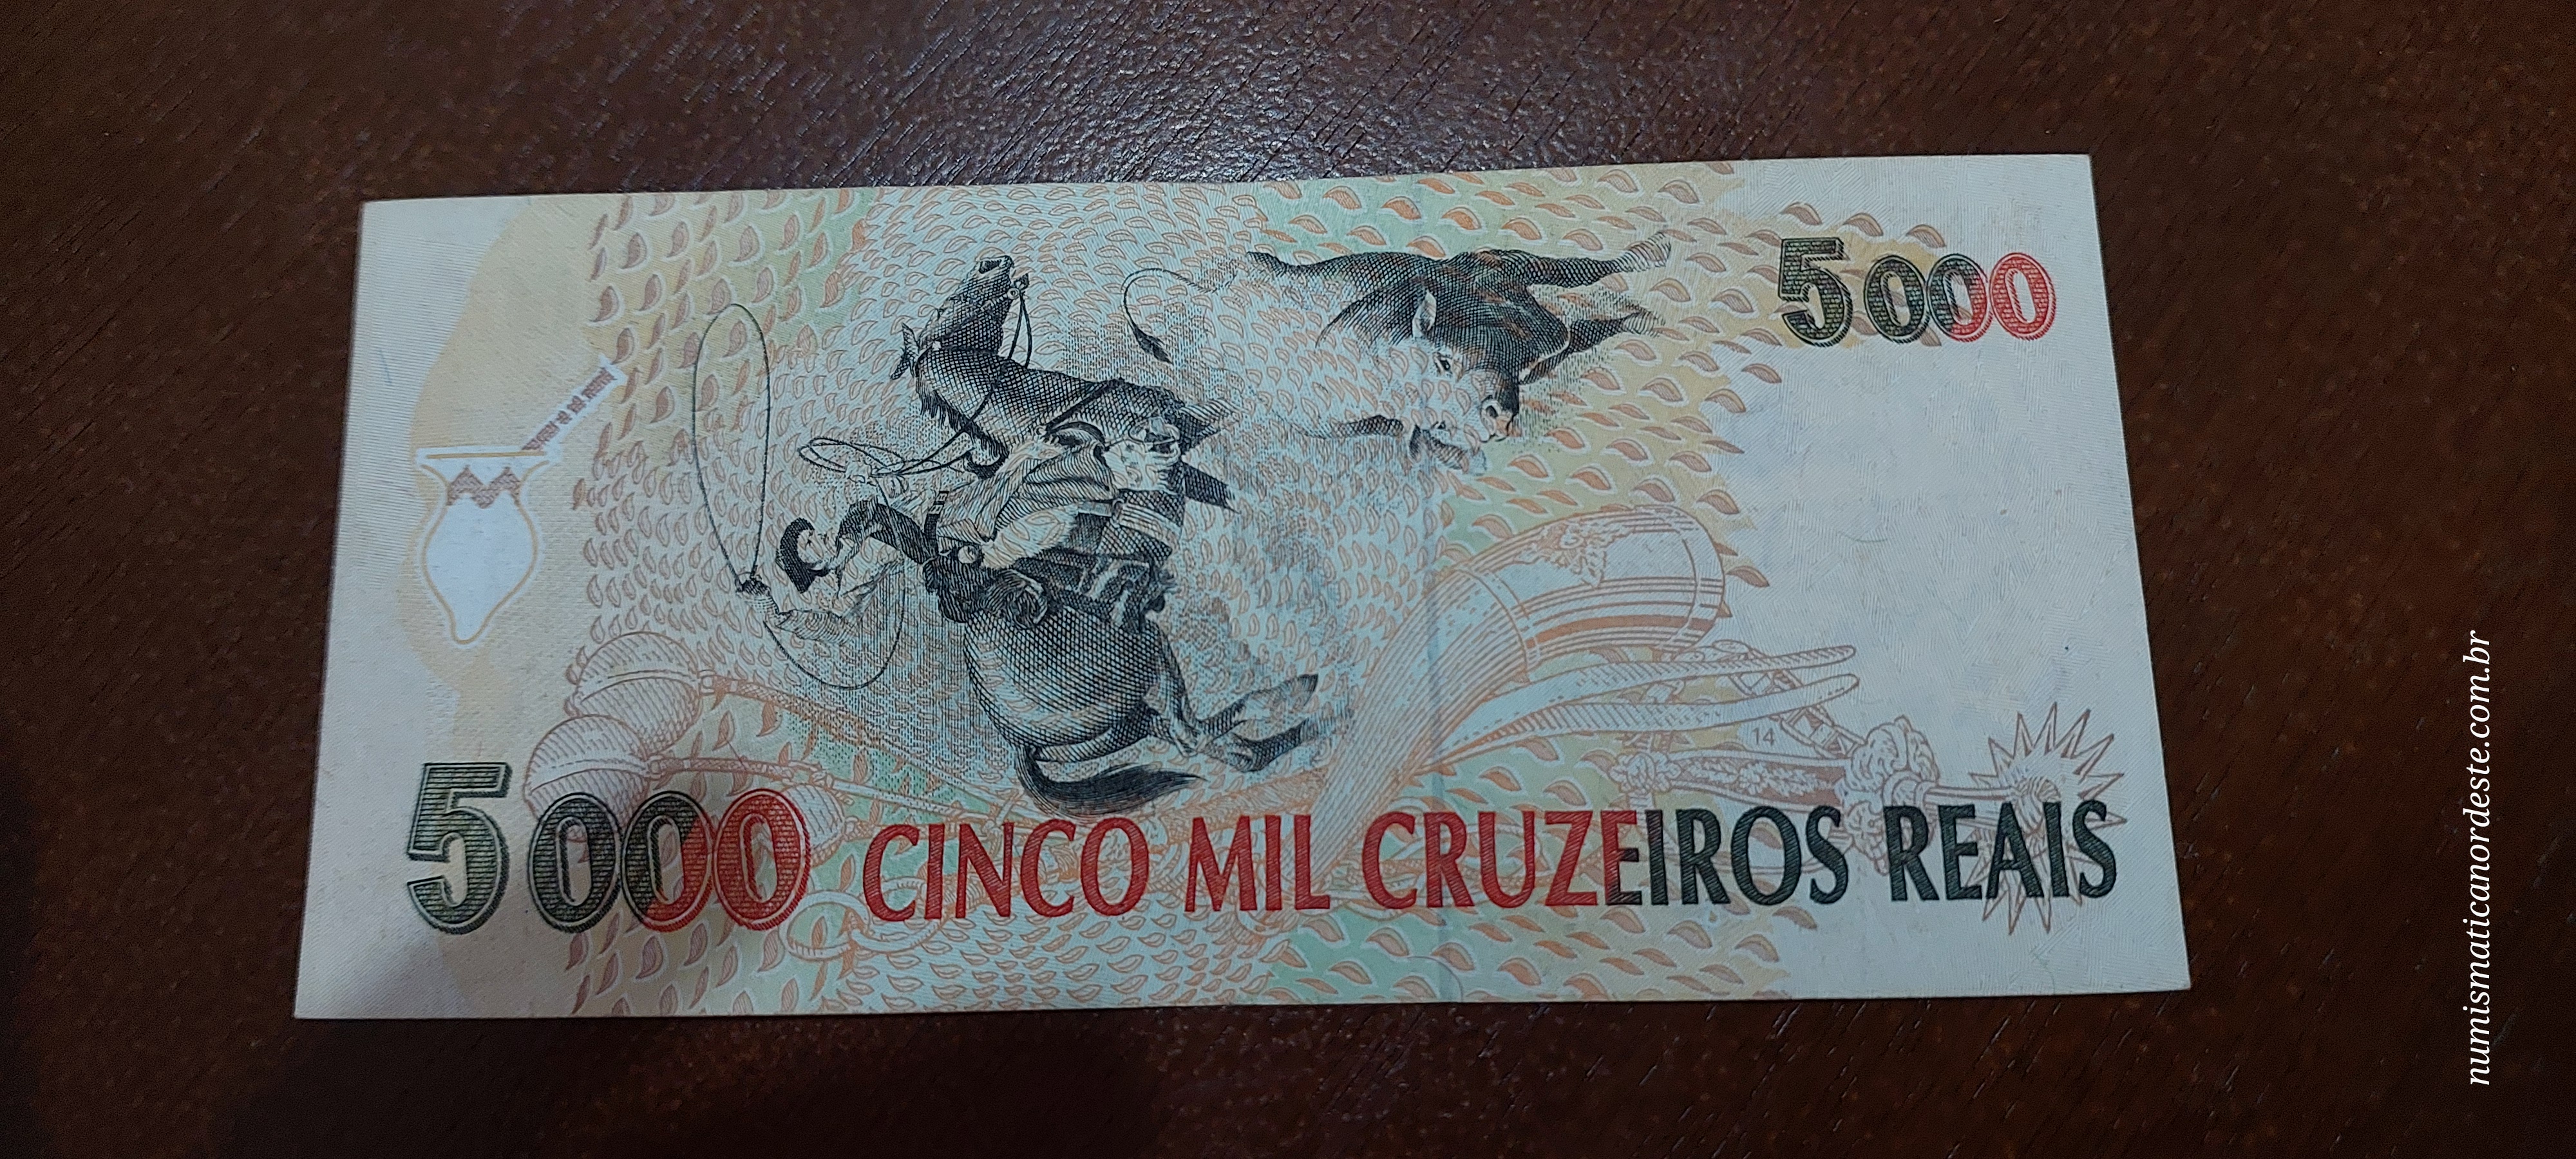 5000
5000 CINCO MIL CRUZEIROS REAIS
14
numismaticanordeste.com.br